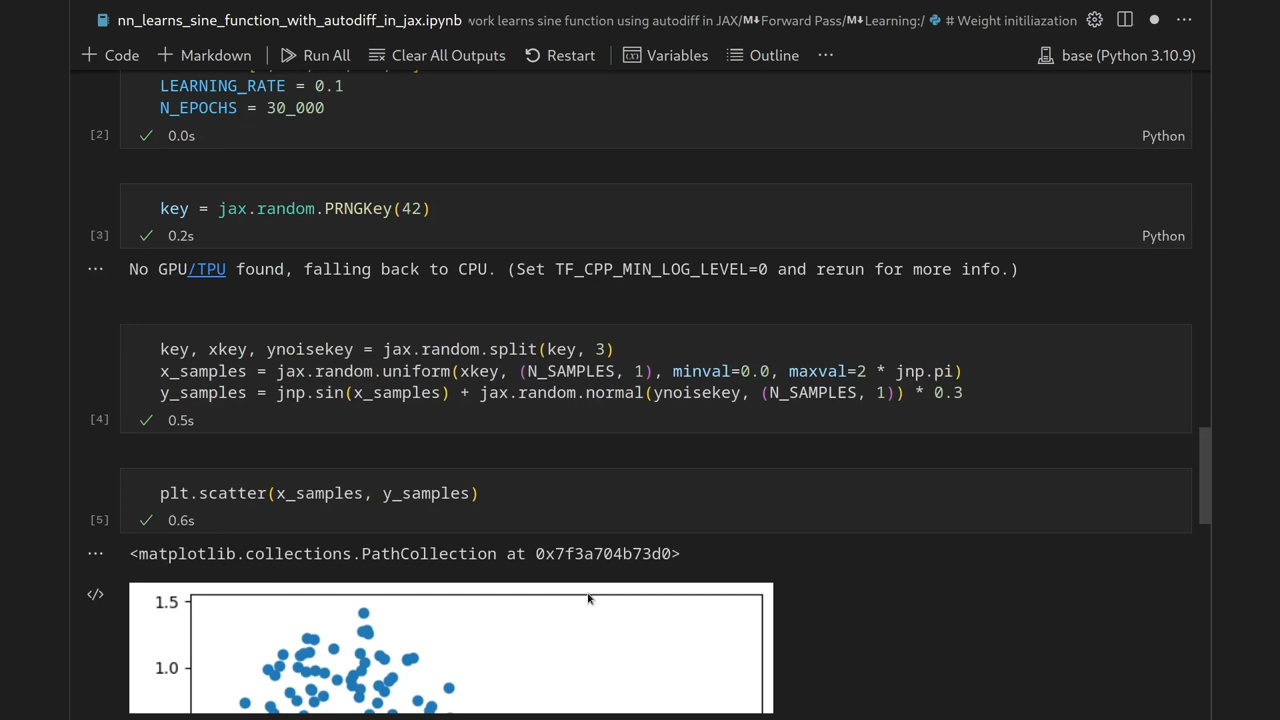 nn_learns_sine_function_with_autodiff_in_jax.ipynb work learns sine function using autodiff in JAX/M↓Forward Pass/M↓Learning:/ # Weight initiliazation
+ Code + Markdown Run All Clear All Outputs Restart Variables Outline ... base (Python 3.10.9)
LEARNING_RATE = 0.1
N_EPOCHS = 30_000
[2] ✓ 0.0s Python
key = jax.random.PRNGKey(42)
[3] ✓ 0.2s Python
... No GPU/TPU found, falling back to CPU. (Set TF_CPP_MIN_LOG_LEVEL=0 and rerun for more info.)
key, xkey, ynoisekey = jax.random.split(key, 3)
x_samples = jax.random.uniform(xkey, (N_SAMPLES, 1), minval=0.0, maxval=2 * jnp.pi)
y_samples = jnp.sin(x_samples) + jax.random.normal(ynoisekey, (N_SAMPLES, 1)) * 0.3
[4] ✓ 0.5s
plt.scatter(x_samples, y_samples)
[5] ✓ 0.6s
... <matplotlib.collections.PathCollection at 0x7f3a704b73d0>
1.5
1.0